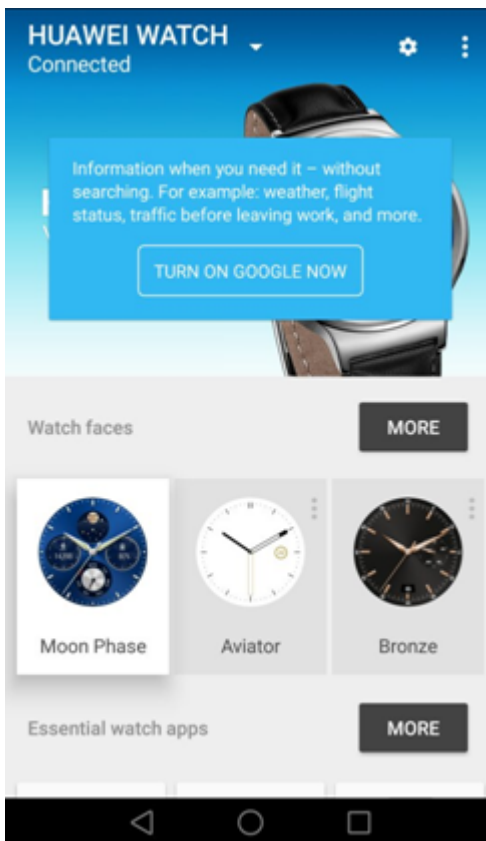 HUAWEI WATCH
Connected
Information when you need it – without
searching. For example: weather, flight
status, traffic before leaving work, and more.
TURN ON GOOGLE NOW
Watch faces
MORE
Moon Phase
Aviator
Bronze
Essential watch apps
MORE